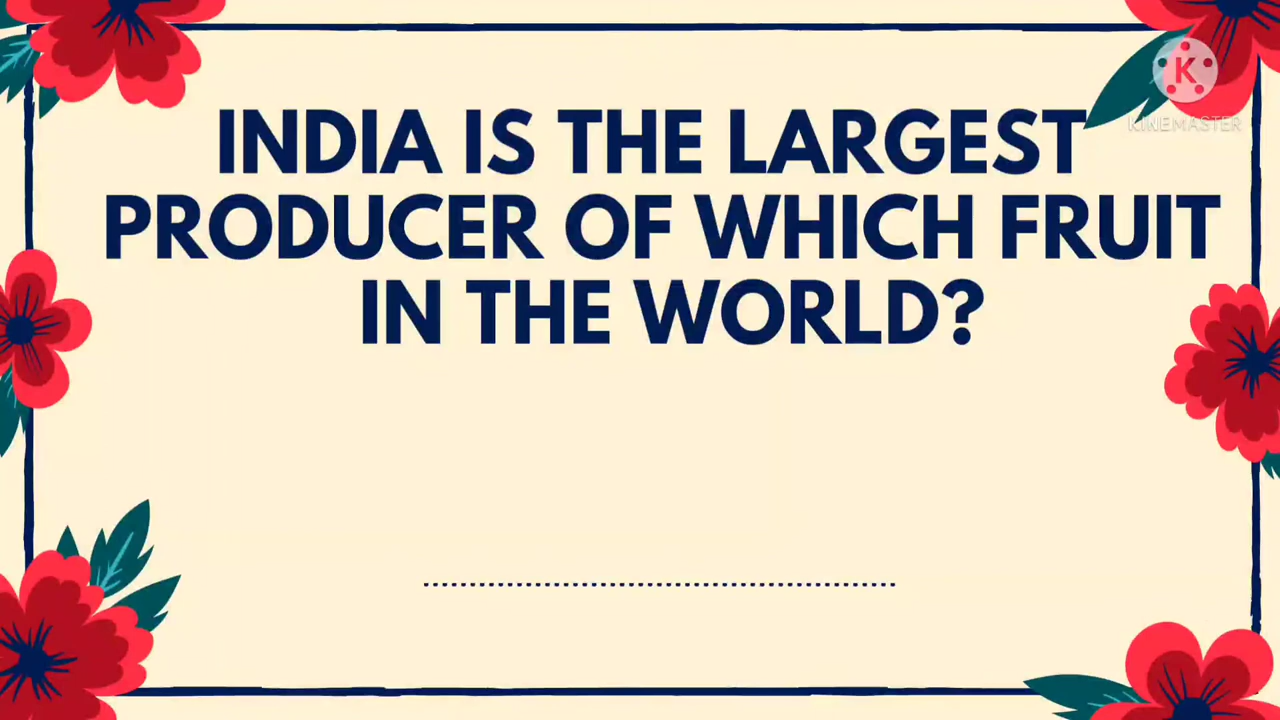 INDIA IS THE LARGEST
PRODUCER OF WHICH FRUIT
IN THE WORLD?
K
KINEMASTER